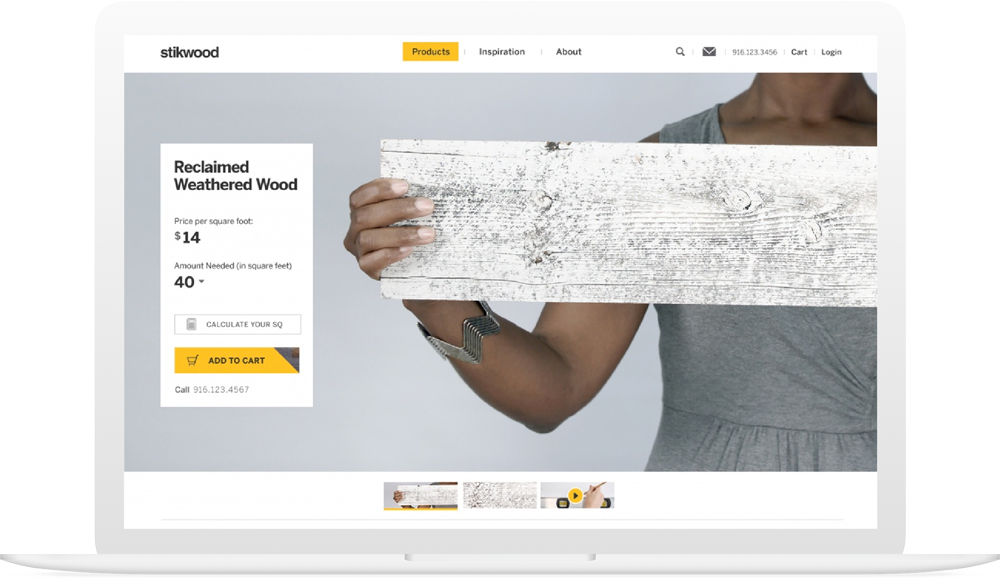 stikwood
Products
Inspiration
About
916.123.3456
Cart
Login
Reclaimed
Weathered Wood
Price per square foot:
$14
Amount Needed (in square feet)
40
CALCULATE YOUR SQ
ADD TO CART
Call 916.123.4567